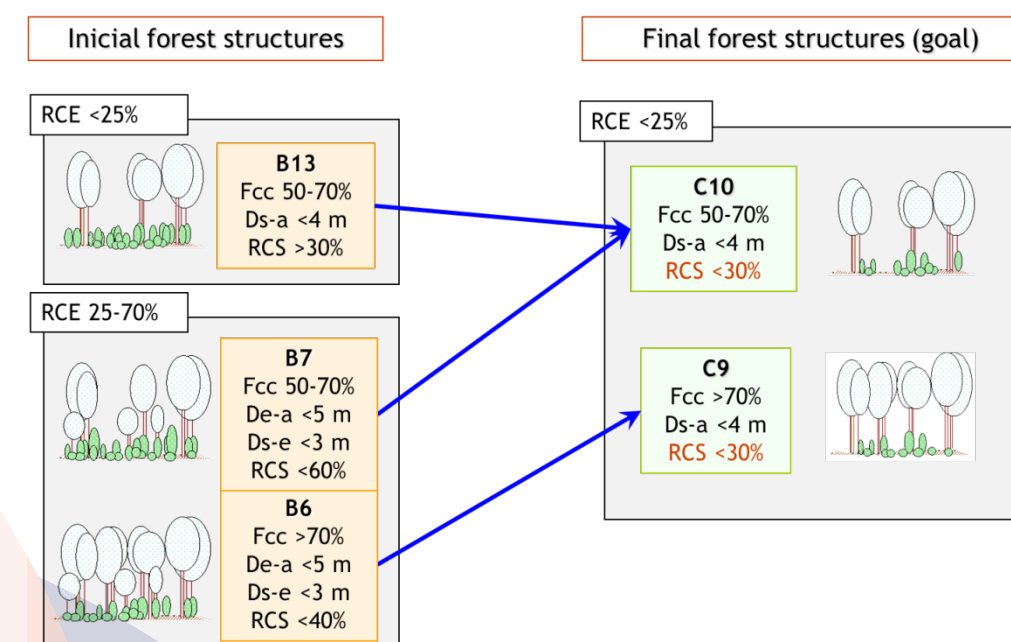 Inicial forest structures
Final forest structures (goal)
RCE <25%
B13
Fcc 50-70%
Ds-a <4 m
RCS >30%
RCE 25-70%
B7
Fcc 50-70%
De-a <5 m
Ds-e <3 m
RCS <60%
B6
Fcc >70%
De-a <5 m
Ds-e <3 m
RCS <40%
RCE <25%
C10
Fcc 50-70%
Ds-a <4 m
RCS <30%
C9
Fcc >70%
Ds-a <4 m
RCS <30%